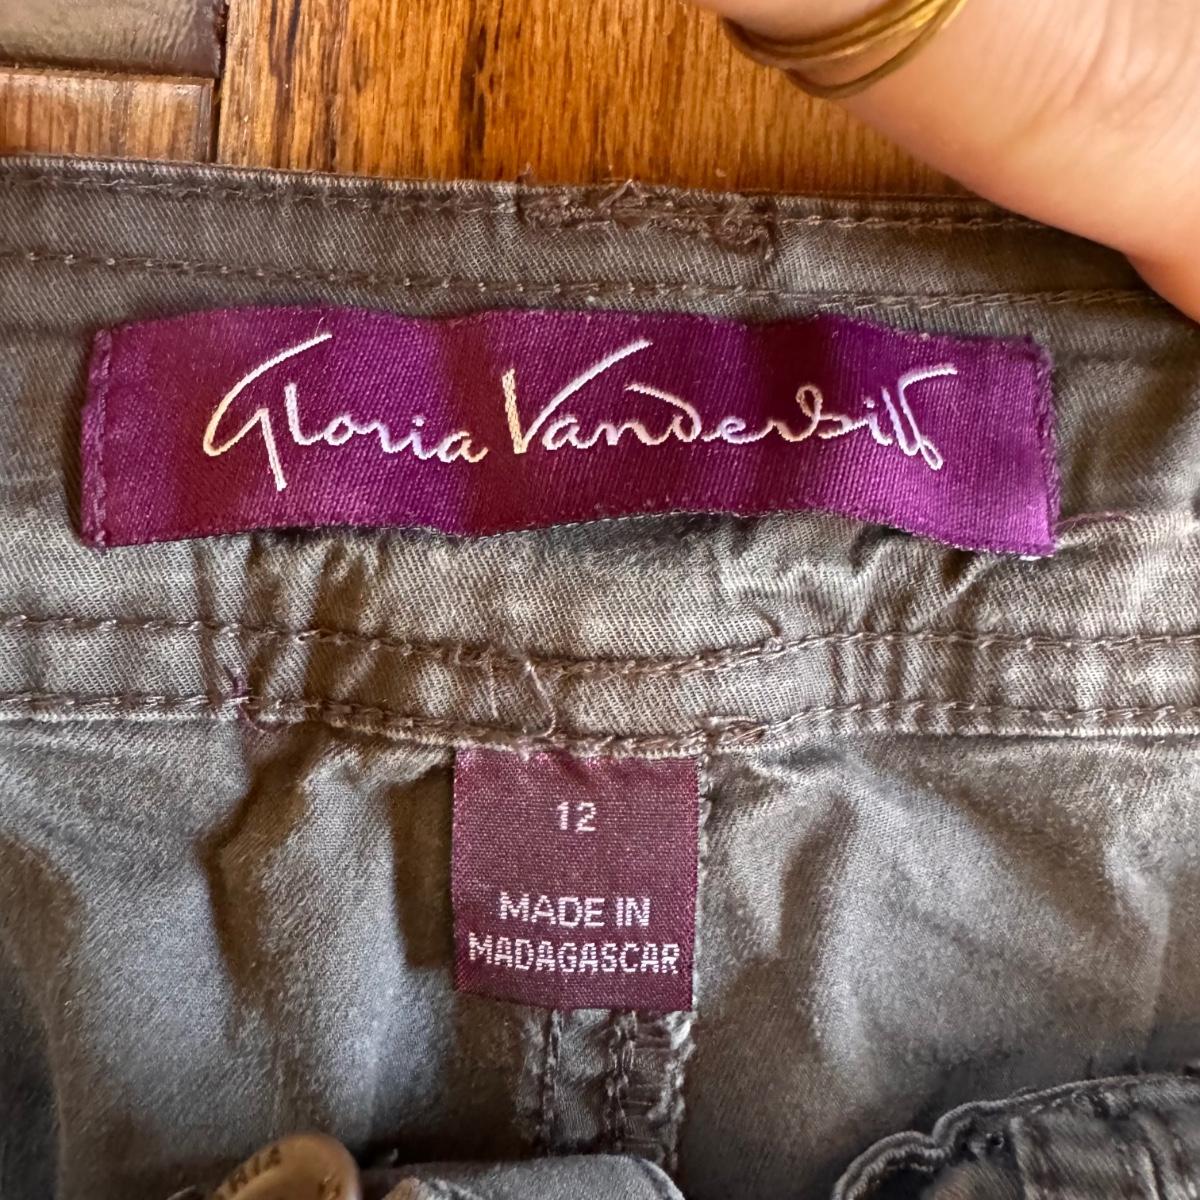 Gloria Vanderbilt
12
MADE IN
MADAGASCAR